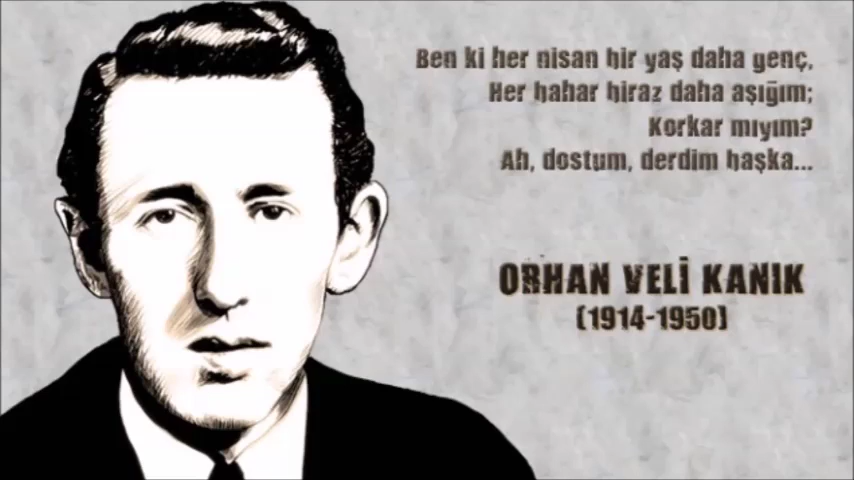 Ben ki her nisan bir yaş daha genç,
Her bahar biraz daha aşığım;
Korkar mıyım?
Ah, dostum, derdim başka...
ORHAN VELİ KANIK
(1914-1950)